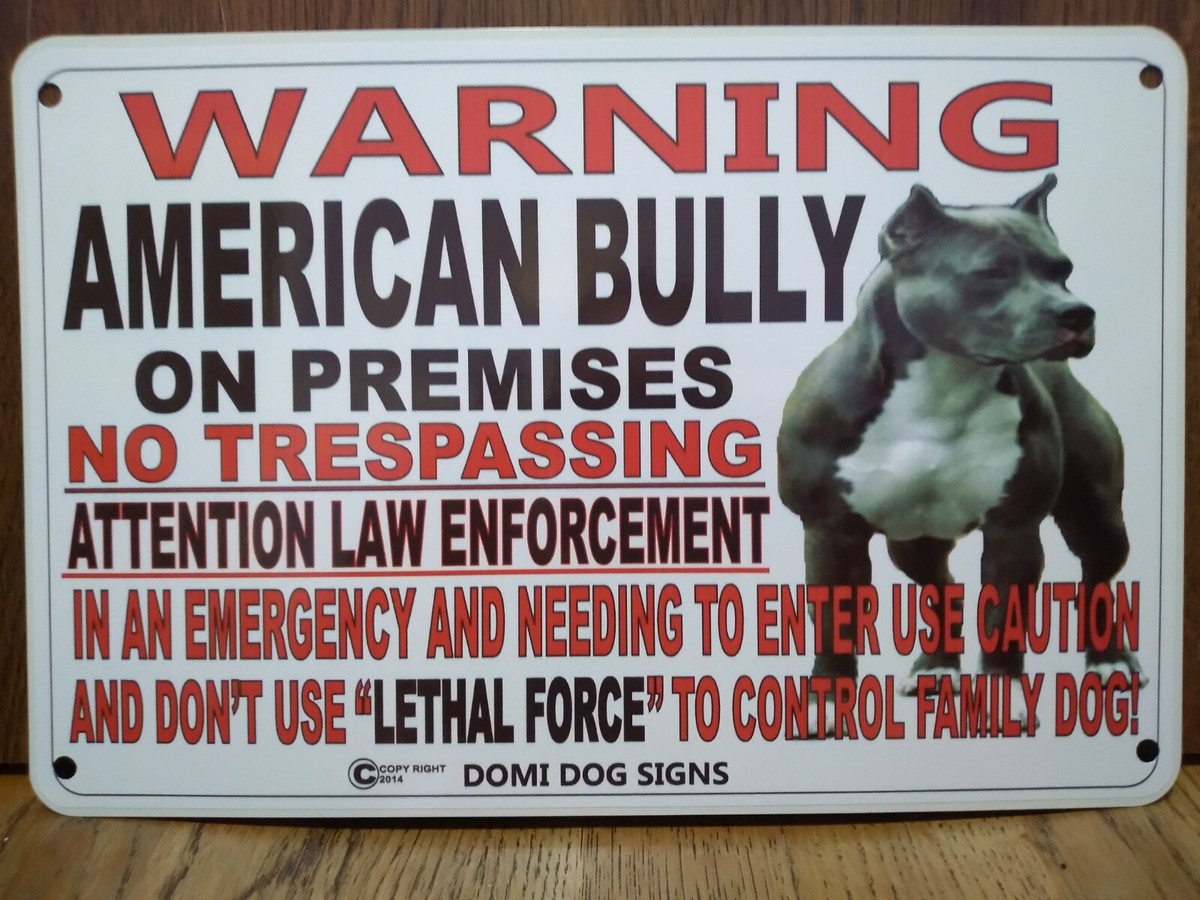 WARNING
AMERICAN BULLY
ON PREMISES
NO TRESPASSING
ATTENTION LAW ENFORCEMENT
IN AN EMERGENCY AND NEEDING TO ENTER USE CAUTION
AND DON'T USE “LETHAL FORCE” TO CONTROL FAMILY DOG!
© COPY RIGHT
2014
DOMI DOG SIGNS